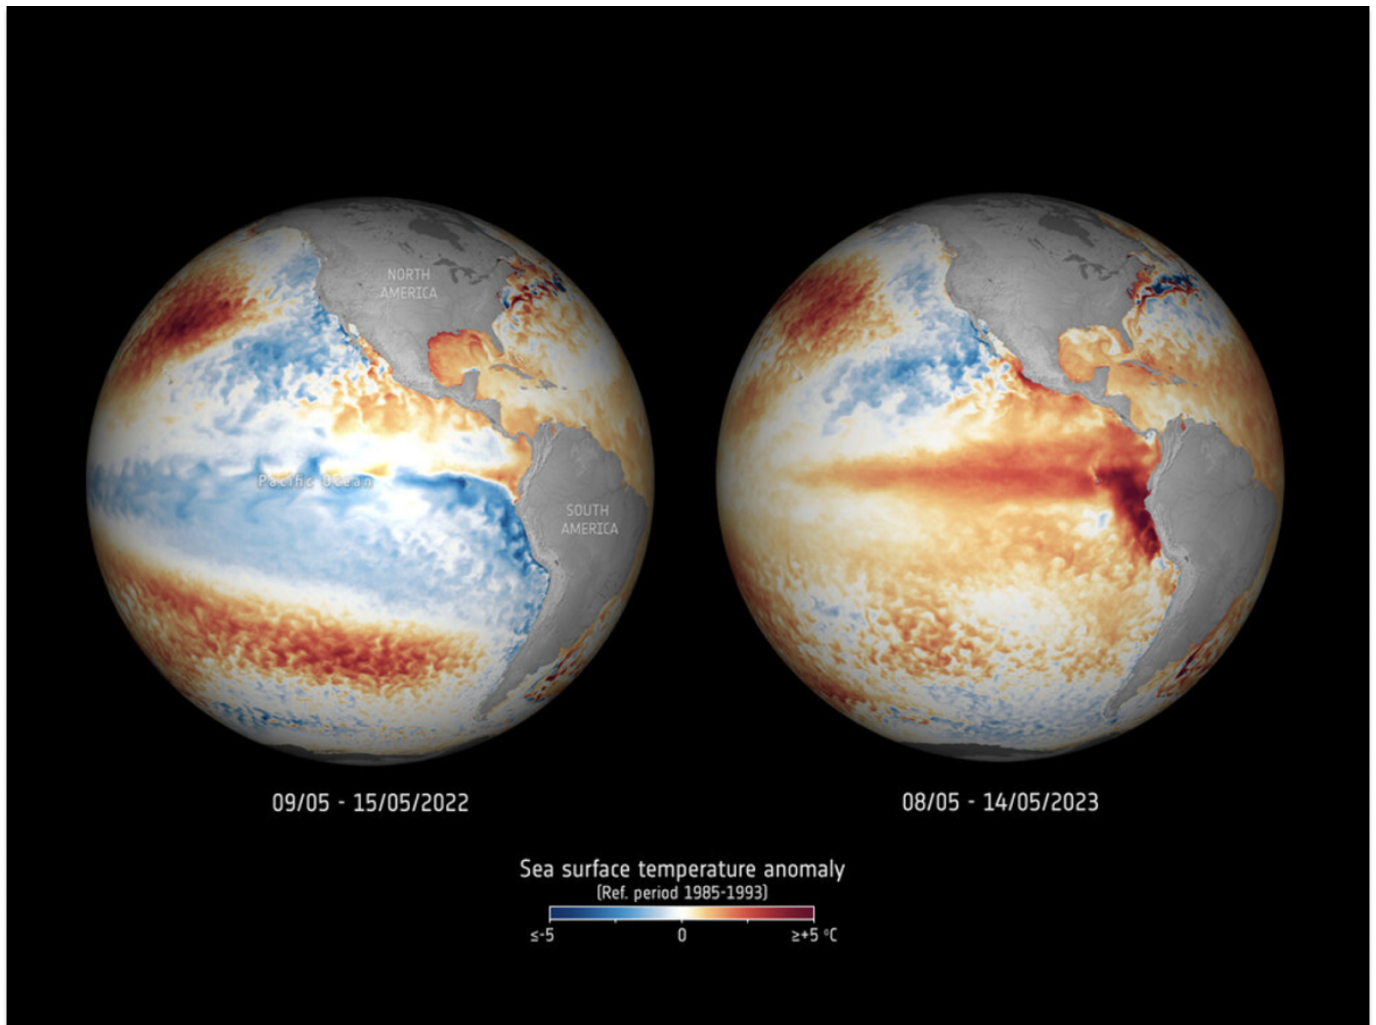 NORTH
AMERICA
Pacific Ocean
SOUTH
AMERICA
09/05 - 15/05/2022
08/05 - 14/05/2023
Sea surface temperature anomaly
(Ref. period 1985-1993)
≤-5 0 ≥+5 °C